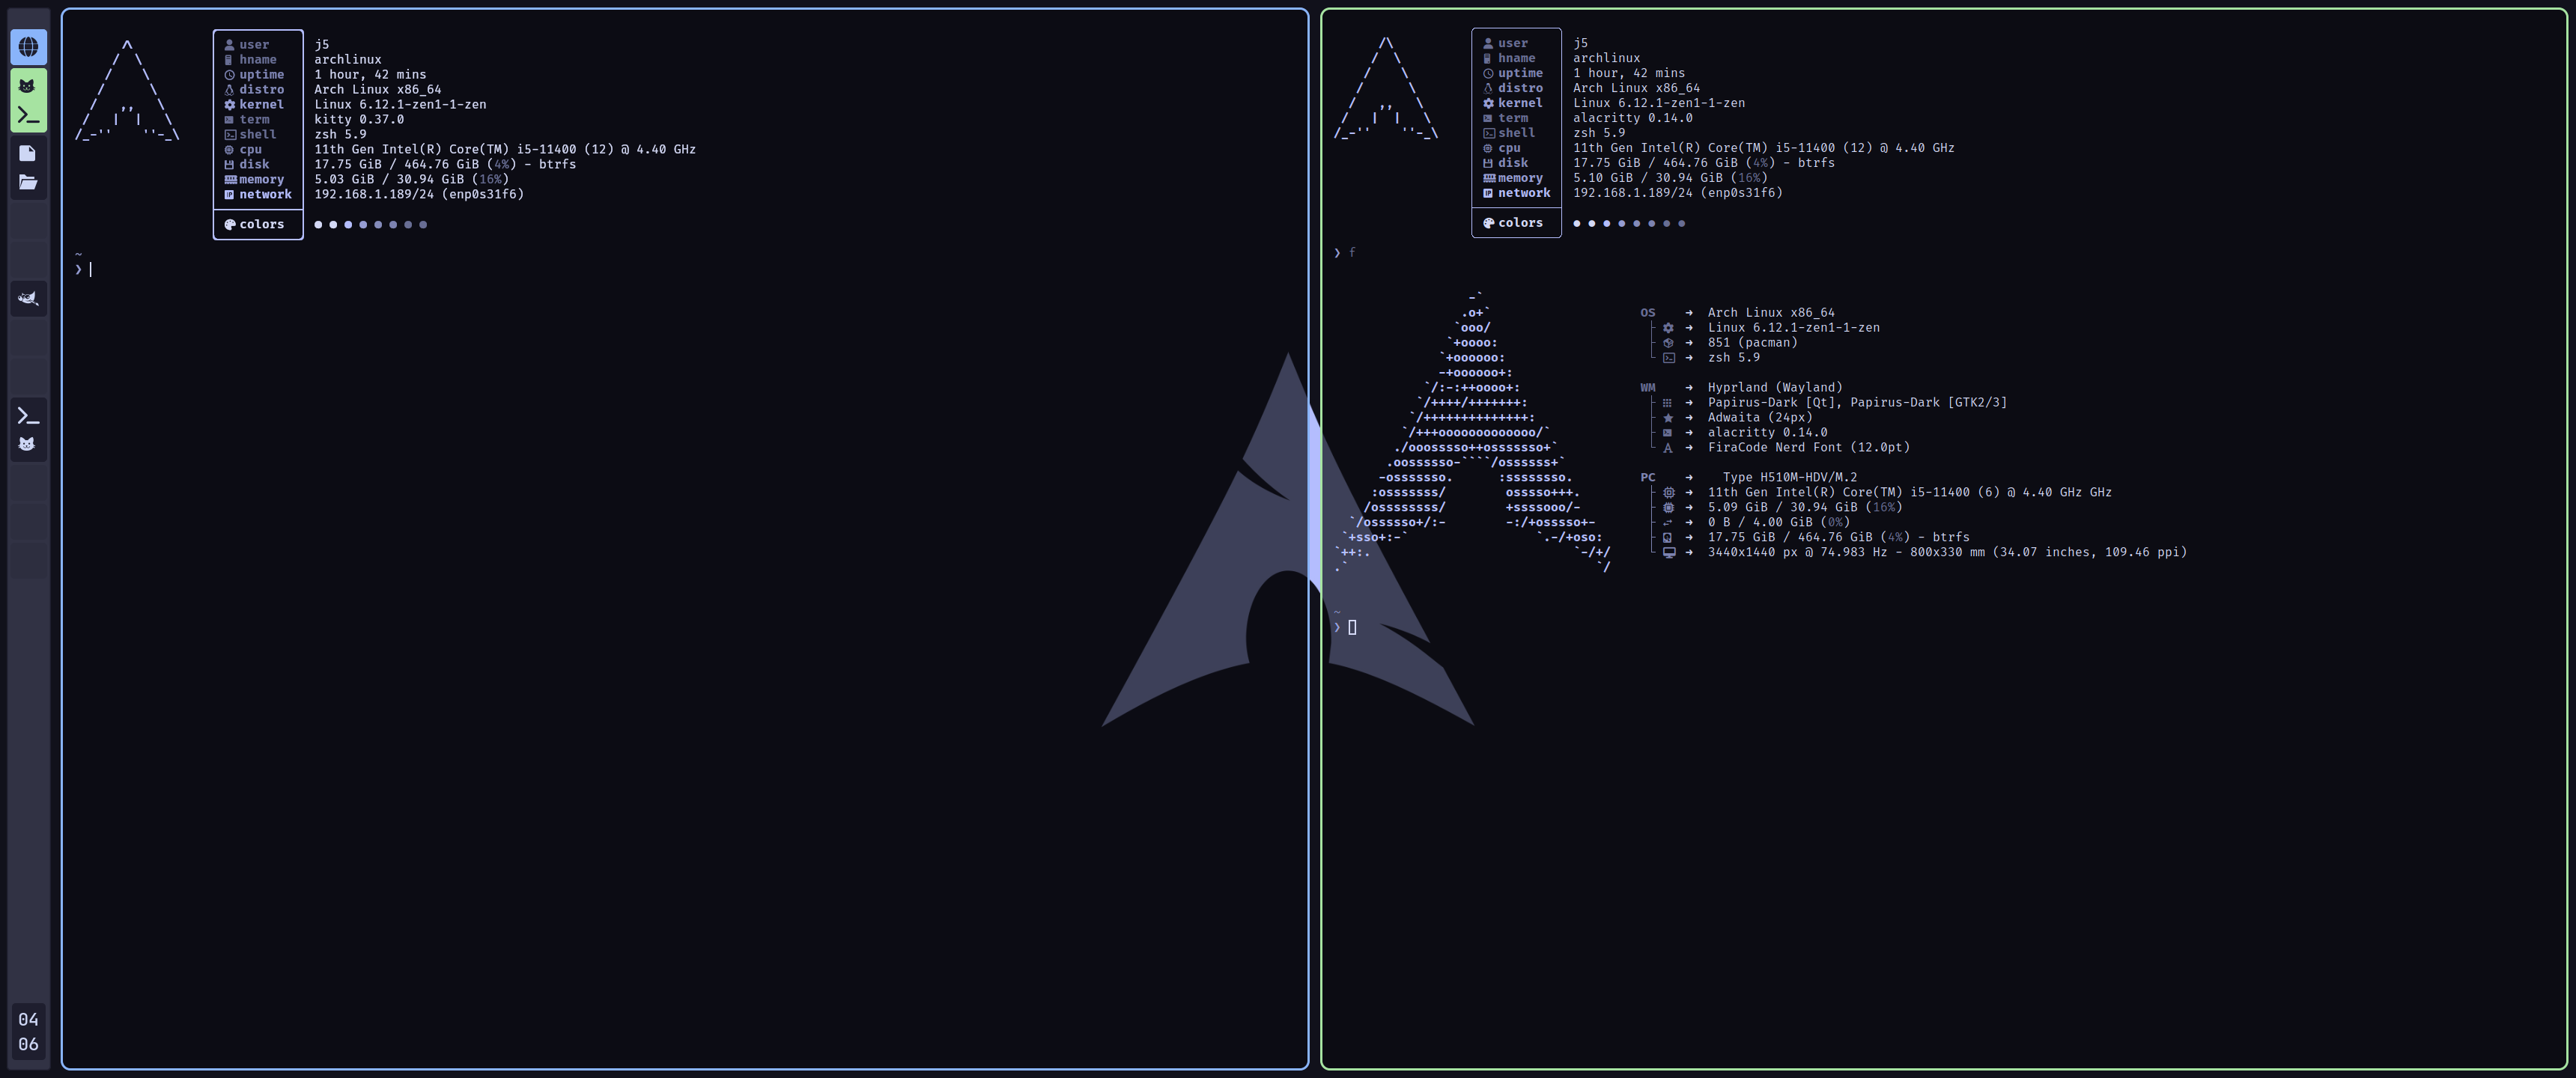 user j5
hname archlinux
uptime 1 hour, 42 mins
distro Arch Linux x86_64
kernel Linux 6.12.1-zen1-1-zen
term kitty 0.37.0
shell zsh 5.9
cpu 11th Gen Intel(R) Core(TM) i5-11400 (12) @ 4.40 GHz
disk 17.75 GiB / 464.76 GiB (4%) - btrfs
memory 5.03 GiB / 30.94 GiB (16%)
network 192.168.1.189/24 (enp0s31f6)
colors
~
❯
04
06
user j5
hname archlinux
uptime 1 hour, 42 mins
distro Arch Linux x86_64
kernel Linux 6.12.1-zen1-1-zen
term alacritty 0.14.0
shell zsh 5.9
cpu 11th Gen Intel(R) Core(TM) i5-11400 (12) @ 4.40 GHz
disk 17.75 GiB / 464.76 GiB (4%) - btrfs
memory 5.10 GiB / 30.94 GiB (16%)
network 192.168.1.189/24 (enp0s31f6)
colors
❯ f
OS ➜ Arch Linux x86_64
➜ Linux 6.12.1-zen1-1-zen
➜ 851 (pacman)
➜ zsh 5.9
WM ➜ Hyprland (Wayland)
➜ Papirus-Dark [Qt], Papirus-Dark [GTK2/3]
➜ Adwaita (24px)
➜ alacritty 0.14.0
➜ FiraCode Nerd Font (12.0pt)
PC ➜ Type H510M-HDV/M.2
➜ 11th Gen Intel(R) Core(TM) i5-11400 (6) @ 4.40 GHz GHz
➜ 5.09 GiB / 30.94 GiB (16%)
➜ 0 B / 4.00 GiB (0%)
➜ 17.75 GiB / 464.76 GiB (4%) - btrfs
➜ 3440x1440 px @ 74.983 Hz - 800x330 mm (34.07 inches, 109.46 ppi)
~
❯